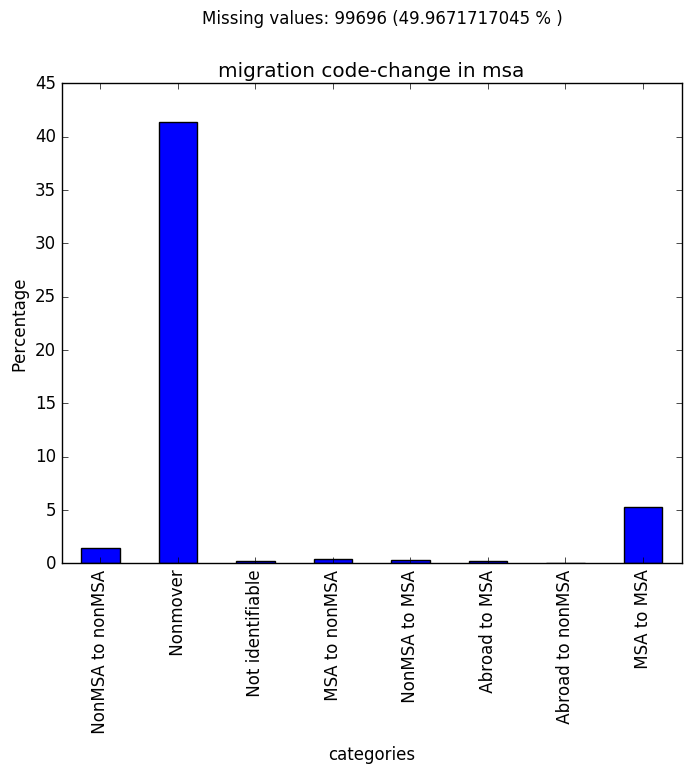 Missing values: 99696 (49.9671717045 % )
migration code-change in msa
45
40
35
30
25
20
15
10
5
0
Percentage
NonMSA to nonMSA
Nonmover
Not identifiable
MSA to nonMSA
NonMSA to MSA
Abroad to MSA
Abroad to nonMSA
MSA to MSA
categories